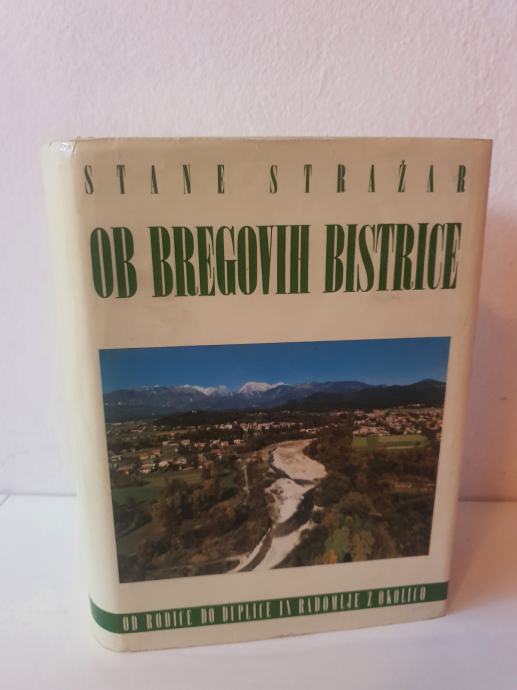 STANE STRAŽAR
OB BREGOVIH BISTRICE
OD RODICE DO DUPLICE IN RADOMLJE Z OKOLICO